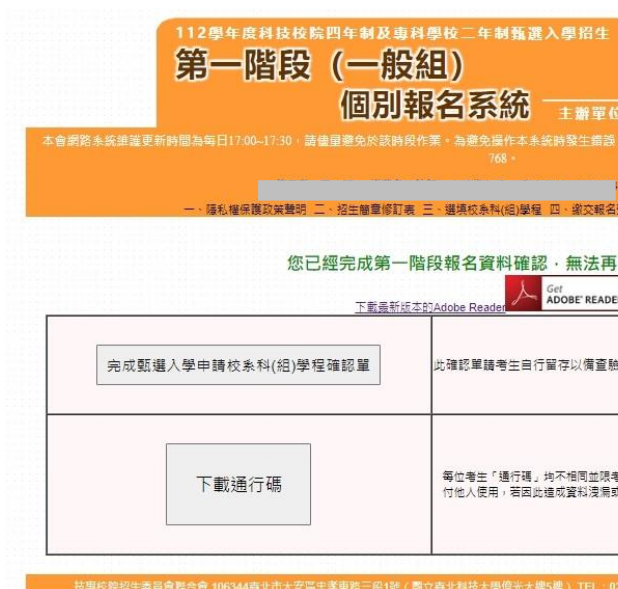 112學年度科技校院四年制及專科學校二年制甄選入學招生
第一階段（一般組）
個別報名系統
主辦單位
本會網路系統維護更新時間為每日17:00~17:30，請儘量避免於該時段作業。為避免操作本系統時發生錯誤
768。
一、隱私權保護政策聲明 二、招生簡章修訂表 三、選填校系科(組)學程 四、繳交報名
您已經完成第一階段報名資料確認，無法再
下載最新版本的Adobe Reader
Get
ADOBE® READER
完成甄選入學申請校系科(組)學程確認單
此確認單請考生自行留存以備查驗
下載通行碼
每位考生「通行碼」均不相同並限考
付他人使用，若因此造成資料洩漏或
技專校院招生委員會聯合會 106344臺北市大安區忠孝東路三段1號（國立臺北科技大學億光大樓5樓）TEL：02